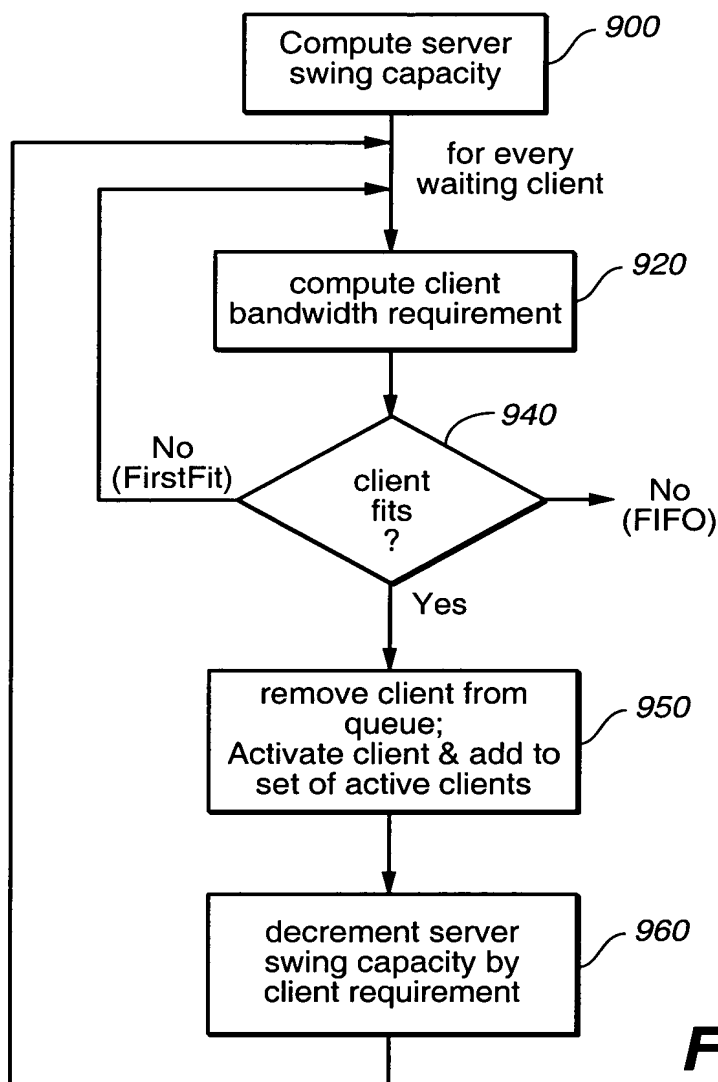 Compute server
swing capacity
900
for every
waiting client
compute client
bandwidth requirement
920
940
No
(FirstFit)
client
fits
?
No
(FIFO)
Yes
remove client from
queue;
Activate client & add to
set of active clients
950
decrement server
swing capacity by
client requirement
960
F